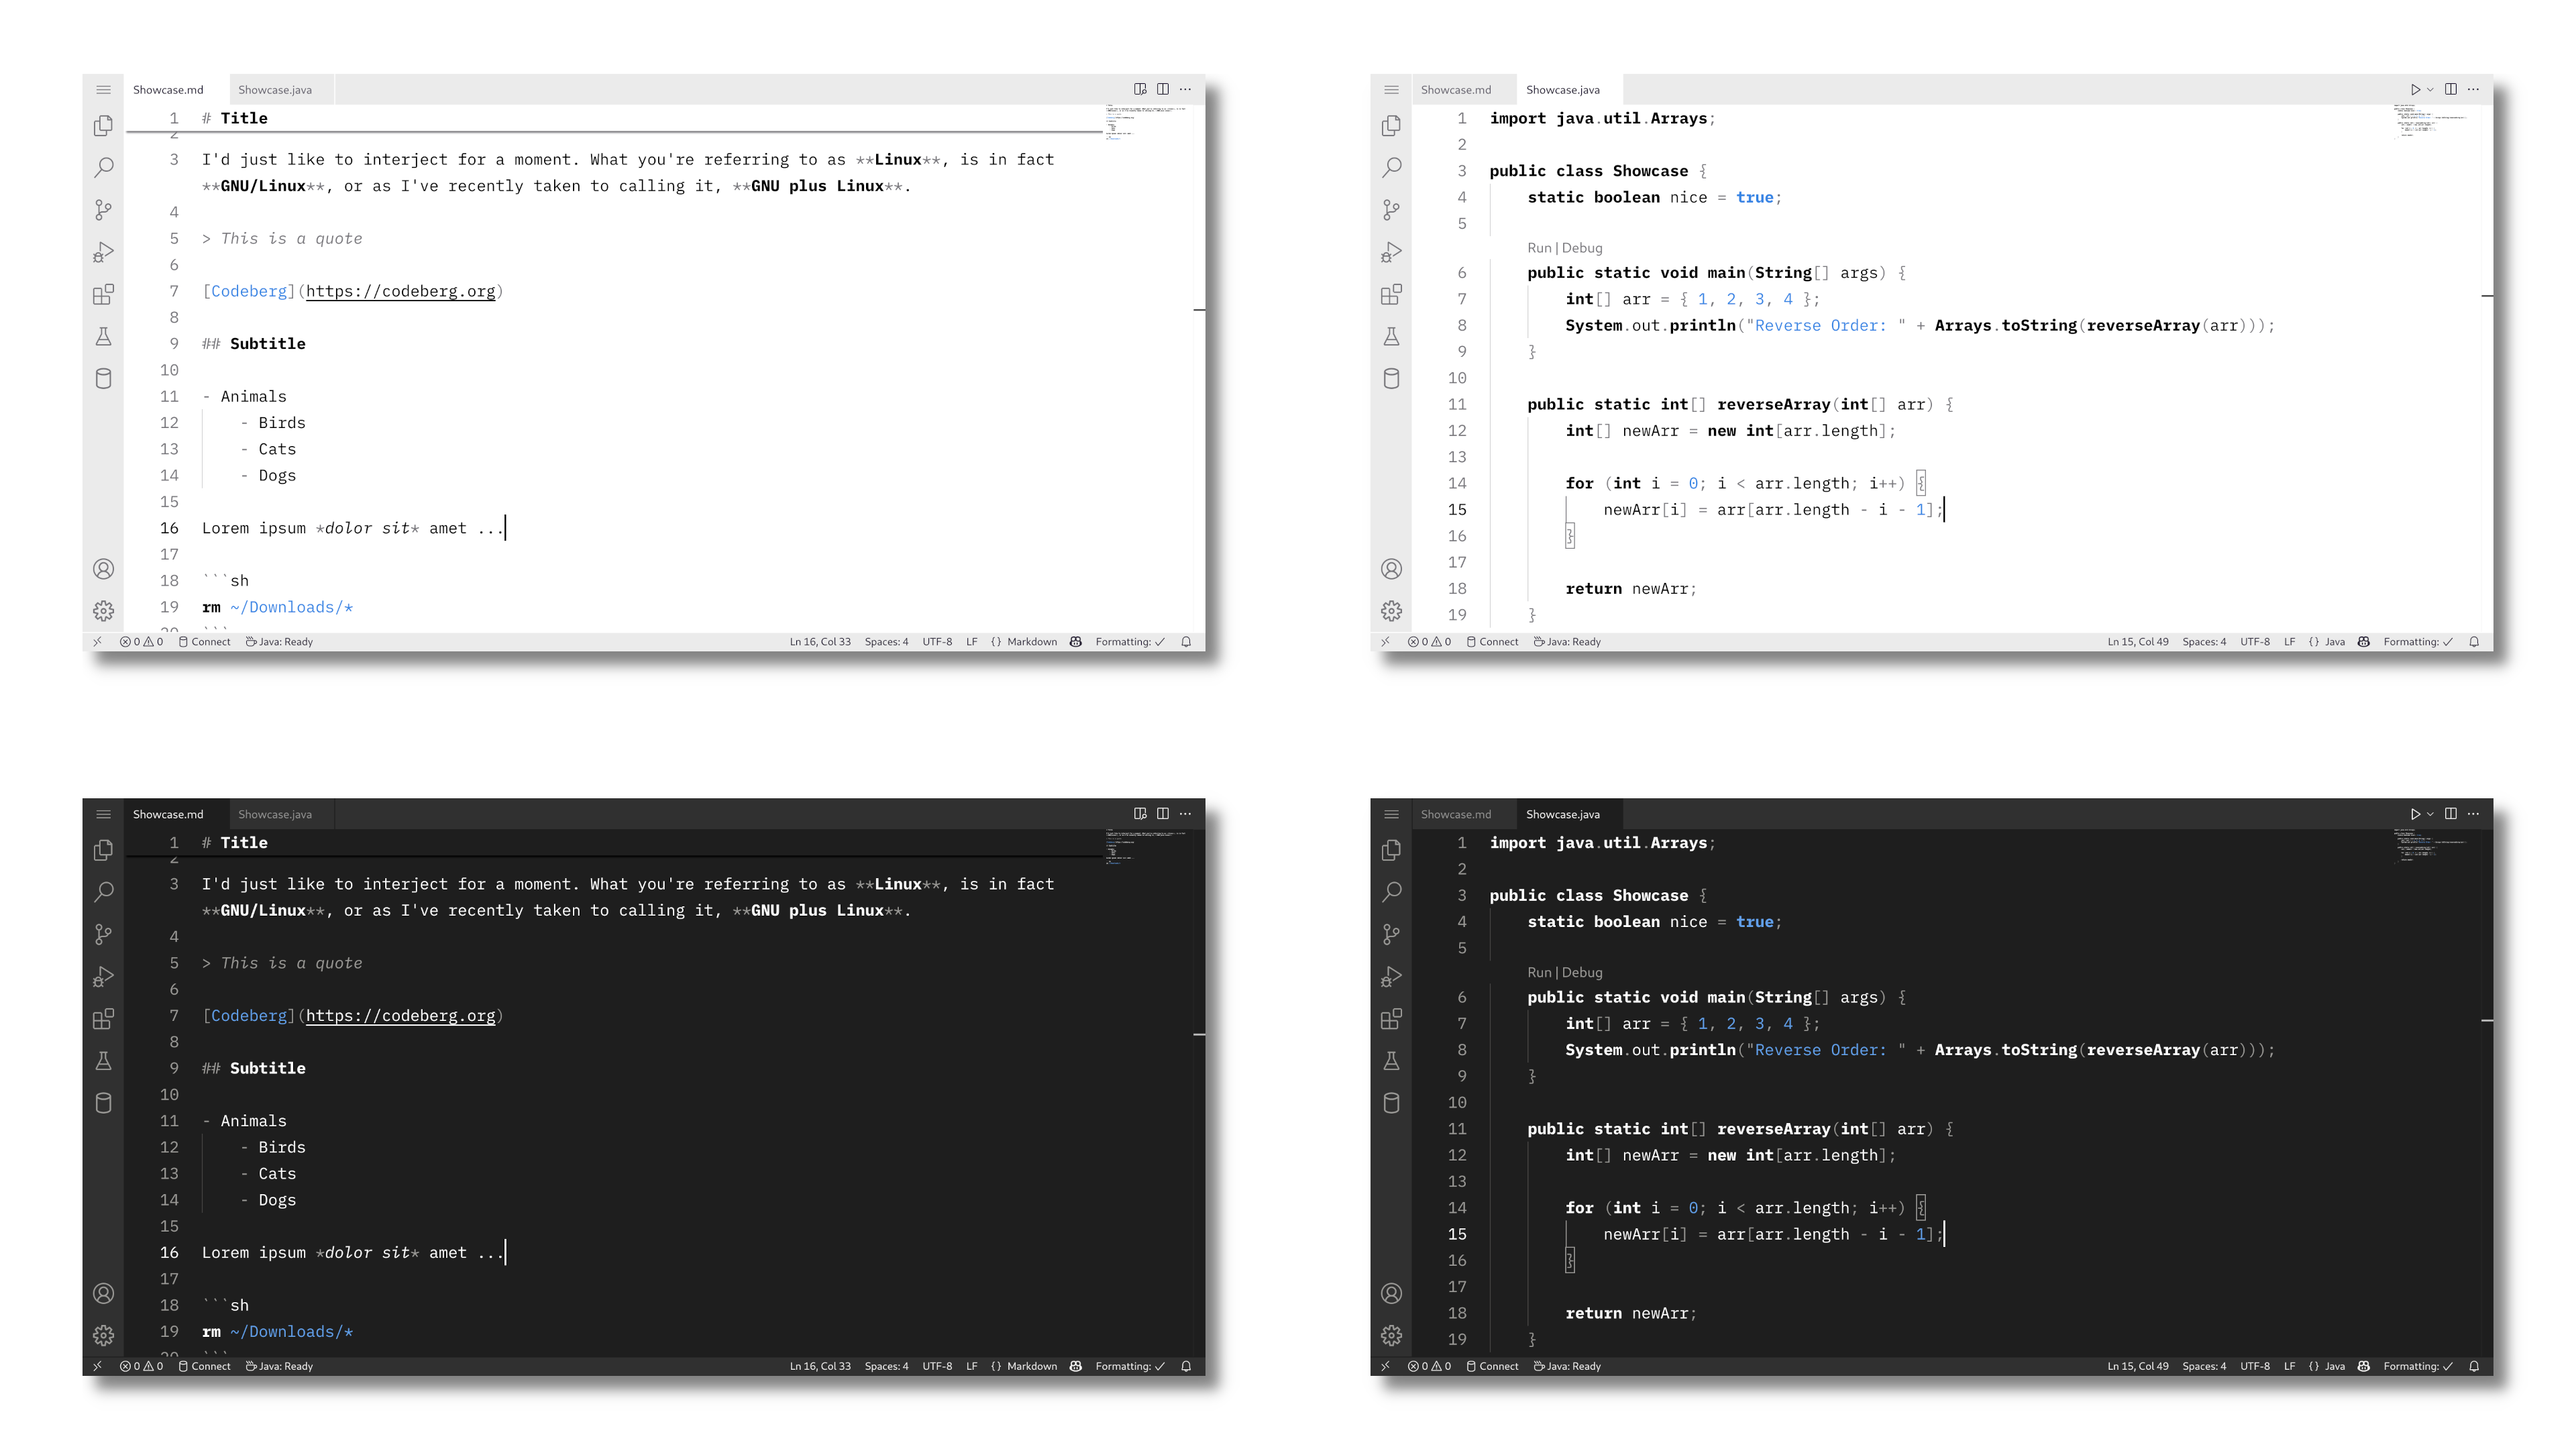 Showcase.md Showcase.java
1 # Title
2
3 I'd just like to interject for a moment. What you're referring to as **Linux**, is in fact
**GNU/Linux**, or as I've recently taken to calling it, **GNU plus Linux**.
4
5 > This is a quote
6
7 [Codeberg](https://codeberg.org)
8
9 ## Subtitle
10
11 - Animals
12 - Birds
13 - Cats
14 - Dogs
15
16 Lorem ipsum *dolor sit* amet ...
17
18 ```sh
19 rm ~/Downloads/*
20 ```
0 0 Connect Java: Ready Ln 16, Col 33 Spaces: 4 UTF-8 LF {} Markdown Formatting: ✓
Showcase.md Showcase.java
1 import java.util.Arrays;
2
3 public class Showcase {
4 static boolean nice = true;
5
Run | Debug
6 public static void main(String[] args) {
7 int[] arr = { 1, 2, 3, 4 };
8 System.out.println("Reverse Order: " + Arrays.toString(reverseArray(arr)));
9 }
10
11 public static int[] reverseArray(int[] arr) {
12 int[] newArr = new int[arr.length];
13
14 for (int i = 0; i < arr.length; i++) {
15 newArr[i] = arr[arr.length - i - 1];
16 }
17
18 return newArr;
19 }
0 0 Connect Java: Ready Ln 15, Col 49 Spaces: 4 UTF-8 LF {} Java Formatting: ✓
Showcase.md Showcase.java
1 # Title
2
3 I'd just like to interject for a moment. What you're referring to as **Linux**, is in fact
**GNU/Linux**, or as I've recently taken to calling it, **GNU plus Linux**.
4
5 > This is a quote
6
7 [Codeberg](https://codeberg.org)
8
9 ## Subtitle
10
11 - Animals
12 - Birds
13 - Cats
14 - Dogs
15
16 Lorem ipsum *dolor sit* amet ...
17
18 ```sh
19 rm ~/Downloads/*
20 ```
0 0 Connect Java: Ready Ln 16, Col 33 Spaces: 4 UTF-8 LF {} Markdown Formatting: ✓
Showcase.md Showcase.java
1 import java.util.Arrays;
2
3 public class Showcase {
4 static boolean nice = true;
5
Run | Debug
6 public static void main(String[] args) {
7 int[] arr = { 1, 2, 3, 4 };
8 System.out.println("Reverse Order: " + Arrays.toString(reverseArray(arr)));
9 }
10
11 public static int[] reverseArray(int[] arr) {
12 int[] newArr = new int[arr.length];
13
14 for (int i = 0; i < arr.length; i++) {
15 newArr[i] = arr[arr.length - i - 1];
16 }
17
18 return newArr;
19 }
0 0 Connect Java: Ready Ln 15, Col 49 Spaces: 4 UTF-8 LF {} Java Formatting: ✓